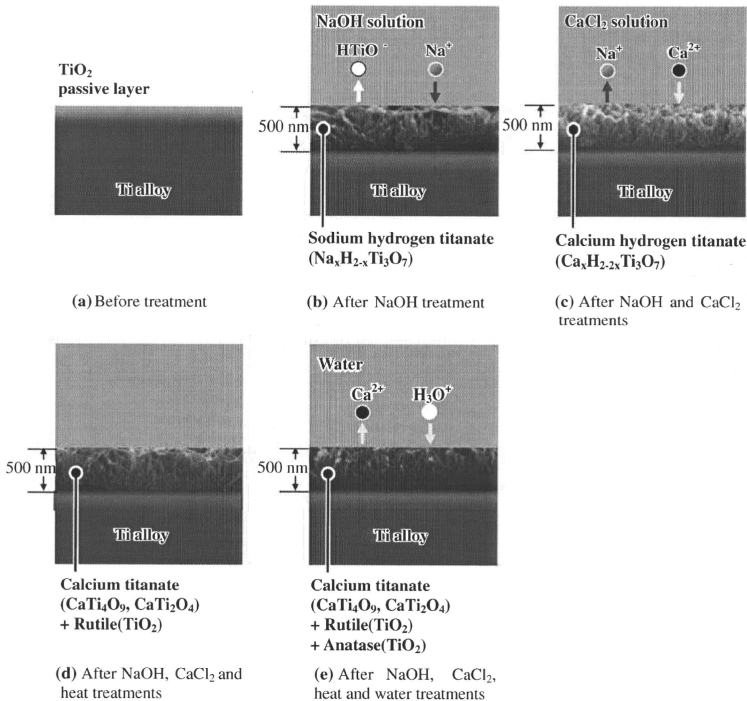 TiO2
passive layer
Ti alloy
(a) Before treatment
NaOH solution
HTiO-
Na+
500 nm
Ti alloy
Sodium hydrogen titanate
(NaxH2-xTi3O7)
(b) After NaOH treatment
CaCl2 solution
Na+
Ca2+
500 nm
Ti alloy
Calcium hydrogen titanate
(CaxH2-2xTi3O7)
(c) After NaOH and CaCl2
treatments
500 nm
Ti alloy
Calcium titanate
(CaTi4O9, CaTi2O4)
+ Rutile(TiO2)
(d) After NaOH, CaCl2 and
heat treatments
Water
Ca2+
H3O+
500 nm
Ti alloy
Calcium titanate
(CaTi4O9, CaTi2O4)
+ Rutile(TiO2)
+ Anatase(TiO2)
(e) After NaOH, CaCl2,
heat and water treatments